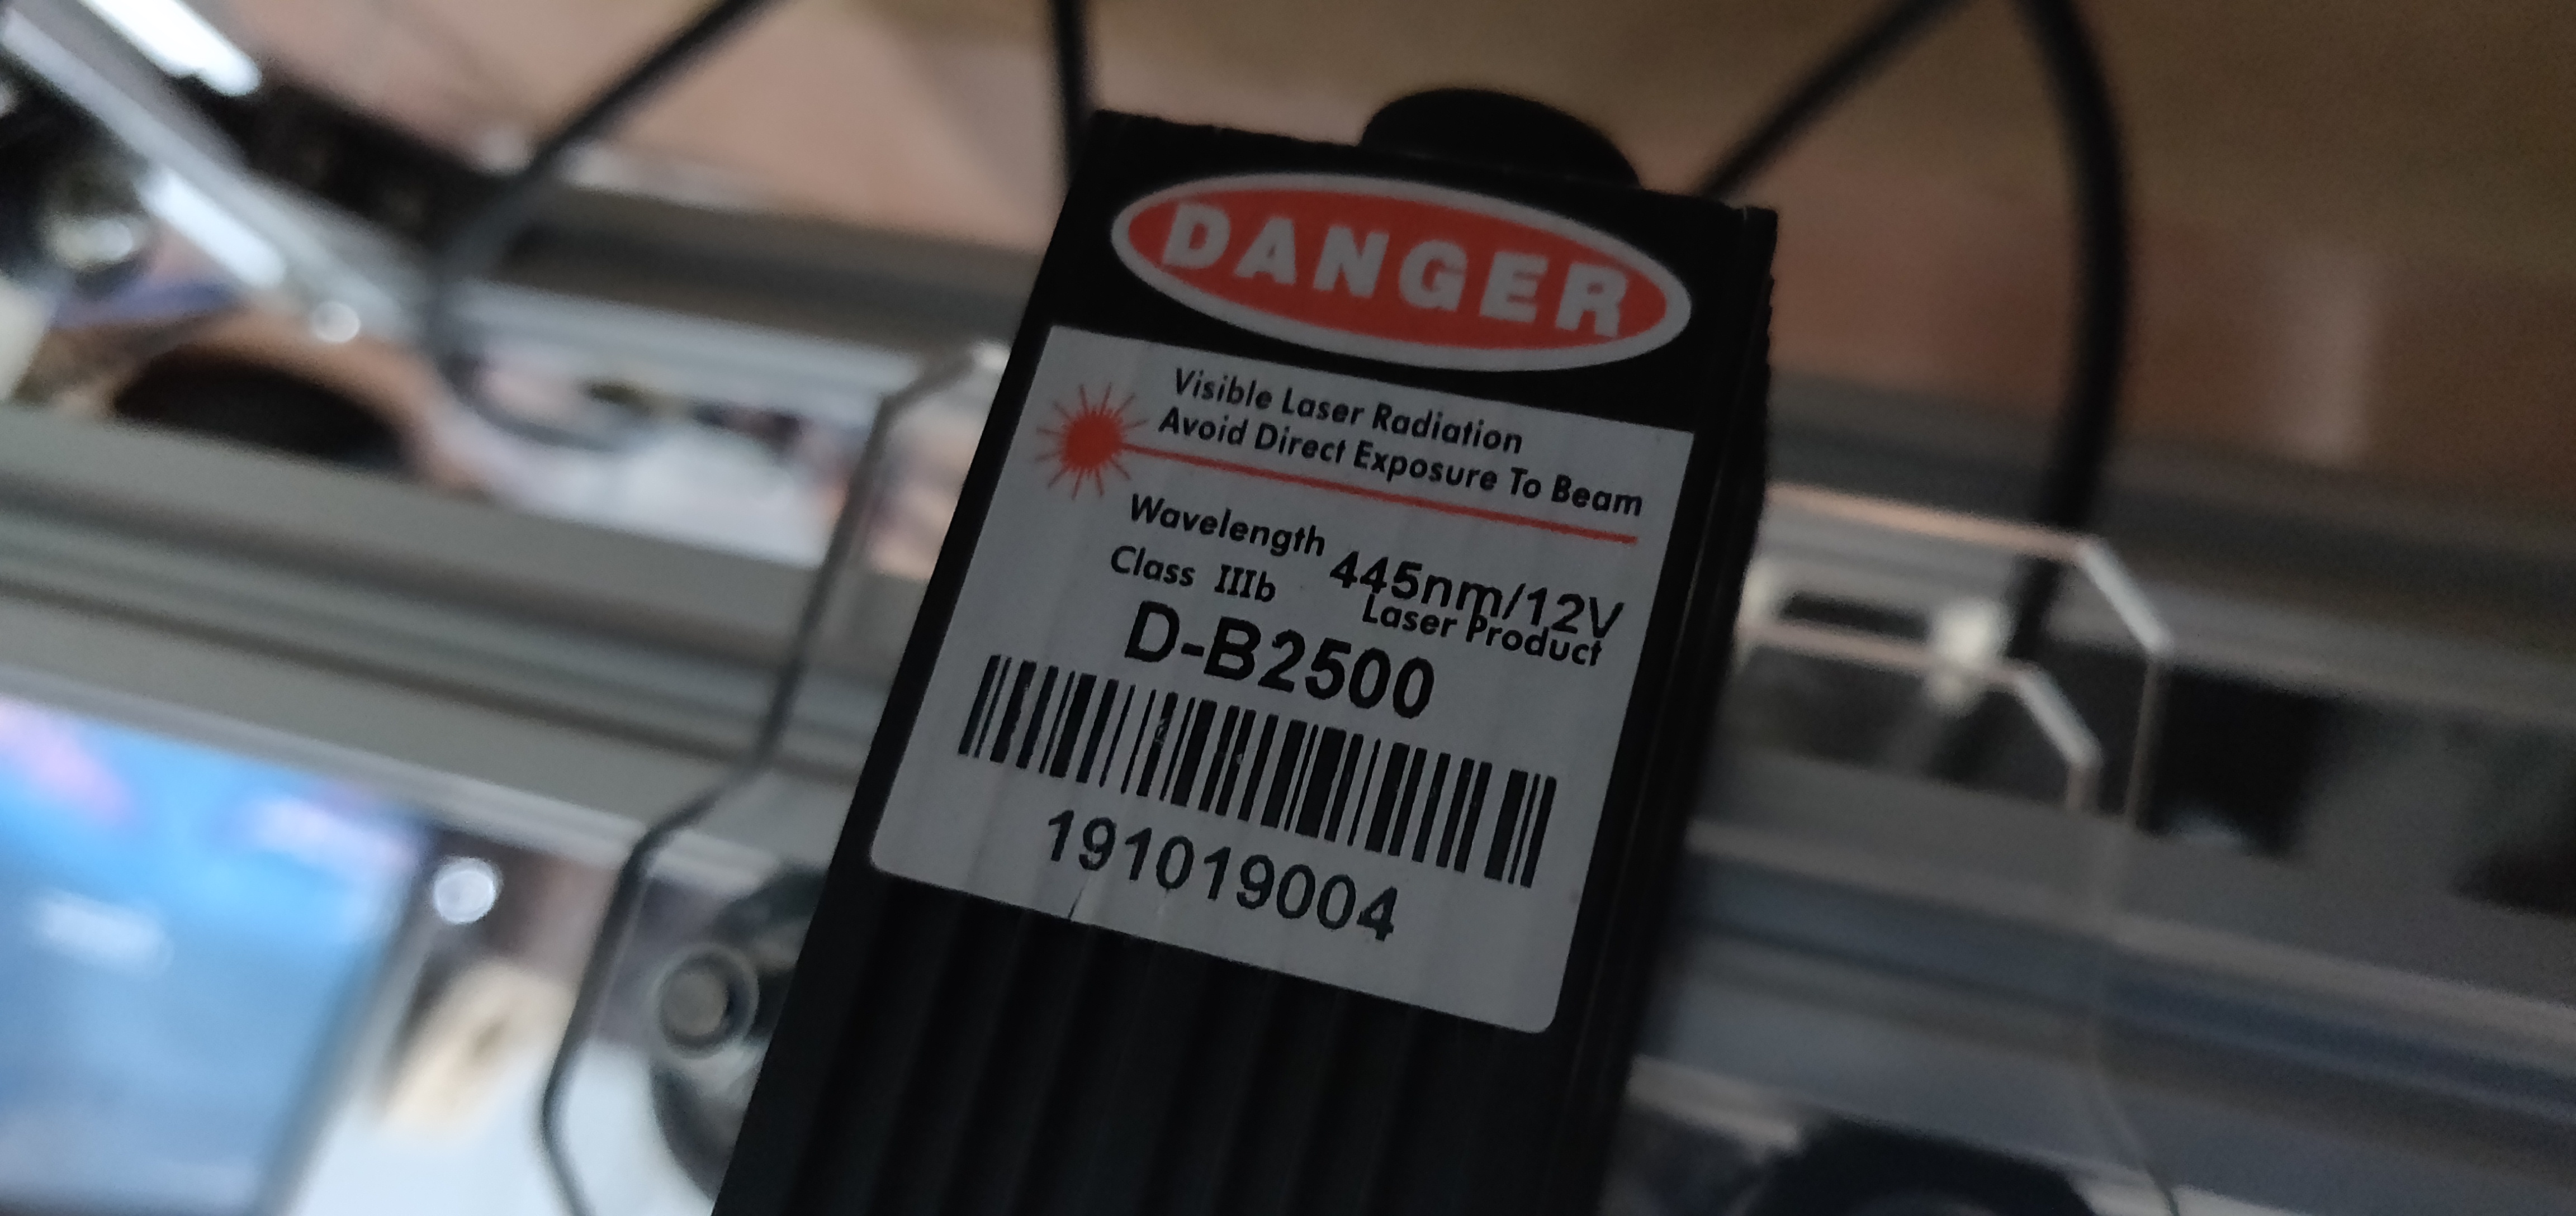 DANGER
Visible Laser Radiation
Avoid Direct Exposure To Beam
Wavelength 445nm/12V
Class IIIb Laser Product
D-B2500
191019004